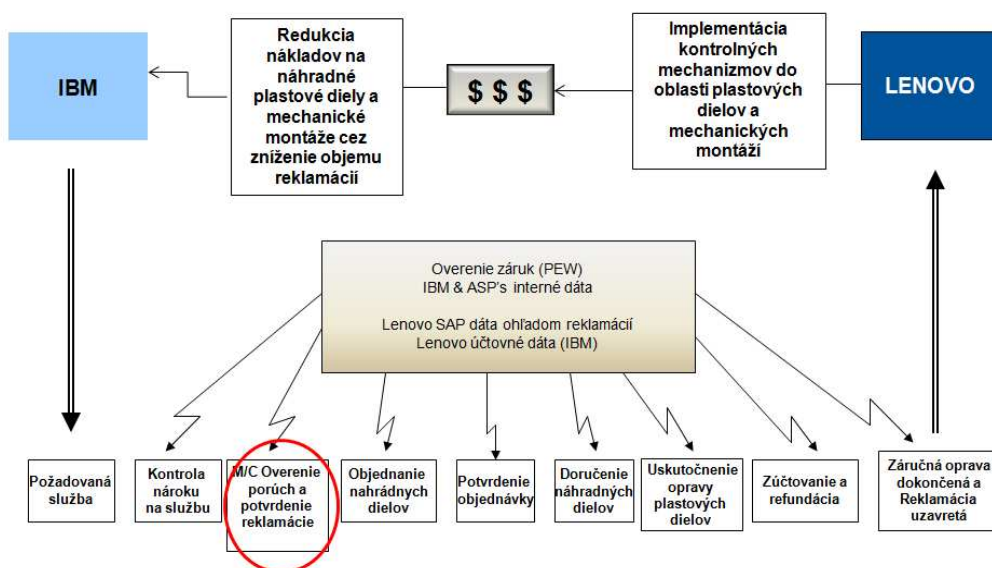 IBM
Redukcia
nákladov na
náhradné
plastové diely a
mechanické
montáže cez
zníženie objemu
reklamácií
$ $ $
Implementácia
kontrolných
mechanizmov do
oblasti plastových
dielov a
mechanických
montáží
LENOVO
Overenie záruk (PEW)
IBM & ASP's interné dáta
Lenovo SAP dáta ohľadom reklamácií
Lenovo účtovné dáta (IBM)
Požadovaná
služba
Kontrola
nároku
na službu
M/C Overenie
porúch a
potvrdenie
reklamácie
Objednanie
nahrádnych
dielov
Potvrdenie
objednávky
Doručenie
náhradných
dielov
Uskutočnenie
opravy
plastových
dielov
Zúčtovanie a
refundácia
Záručná oprava
dokončená a
Reklamácia
uzavretá